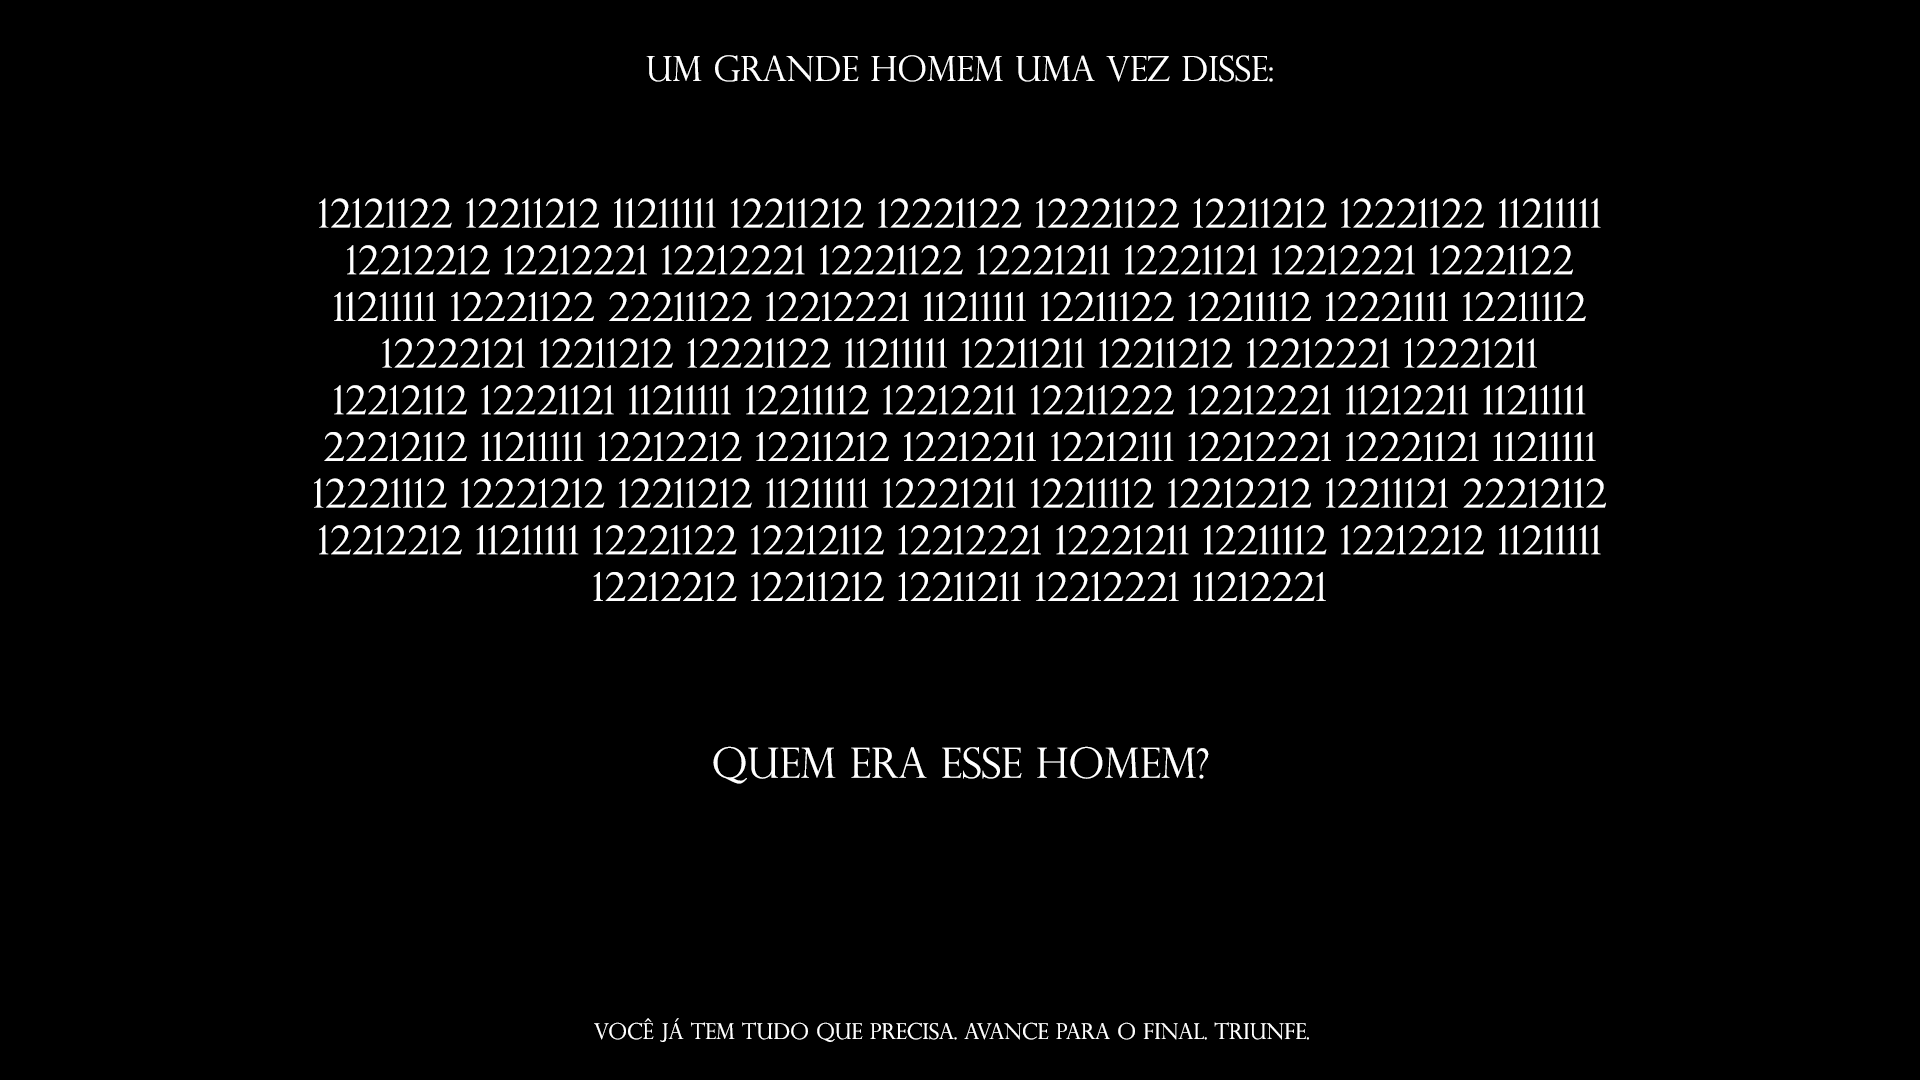 UM GRANDE HOMEM UMA VEZ DISSE:
12121122 12211212 11211111 12211212 12221122 12221122 12211212 12221122 11211111
12212212 12212221 12212221 12221122 12221211 12221121 12212221 12221122
11211111 12221122 22211122 12212221 11211111 12211122 12211112 12221111 12211112
12222121 12211212 12221122 11211111 12211211 12211212 12212221 12221211
12212112 12221121 11211111 12211112 12212211 12211222 12212221 11212211 11211111
22212112 11211111 12212212 12211212 12212211 12212111 12212221 12221121 11211111
12221112 12221212 12211212 11211111 12221211 12211112 12212212 12211121 22212112
12212212 11211111 12221122 12212112 12212221 12221211 12211112 12212212 11211111
12212212 12211212 12211211 12212221 11212221
QUEM ERA ESSE HOMEM?
VOCÊ JÁ TEM TUDO QUE PRECISA. AVANCE PARA O FINAL. TRIUNFE.